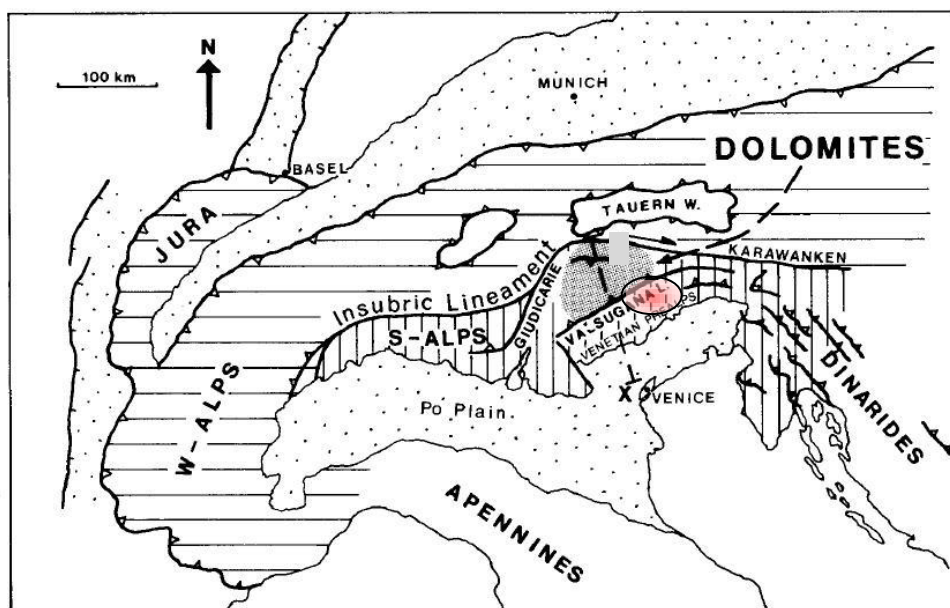 N
100 km
MUNICH
DOLOMITES
BASEL
JURA
TAUERN W.
KARAWANKEN
Insubric Lineament
GIUDICARIE
S-ALPS
VALSUGANA L.
VENETIAN PREALPS
W-ALPS
Po Plain
X
VENICE
DINARIDES
APENNINES